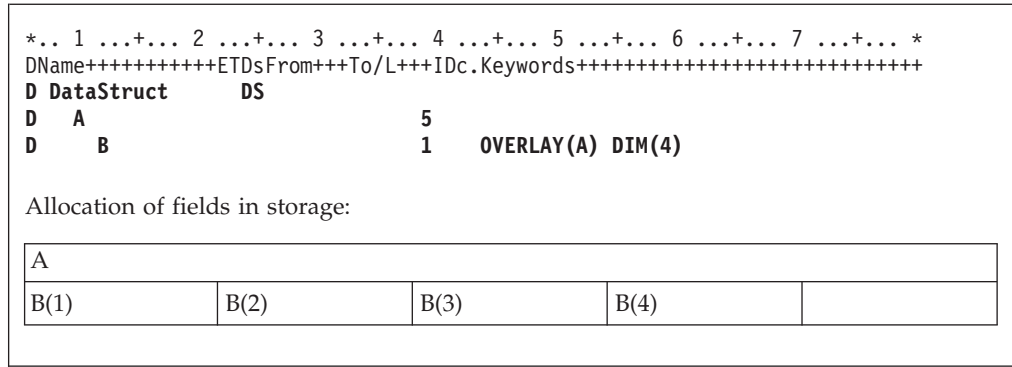 *.. 1 ...+... 2 ...+... 3 ...+... 4 ...+... 5 ...+... 6 ...+... 7 ...+... *
DName+++++++++++ETDsFrom+++To/L+++IDc.Keywords+++++++++++++++++++++++++++++
D DataStruct      DS
D   A                            5
D     B                          1    OVERLAY(A) DIM(4)
Allocation of fields in storage:
A
B(1) B(2) B(3) B(4)